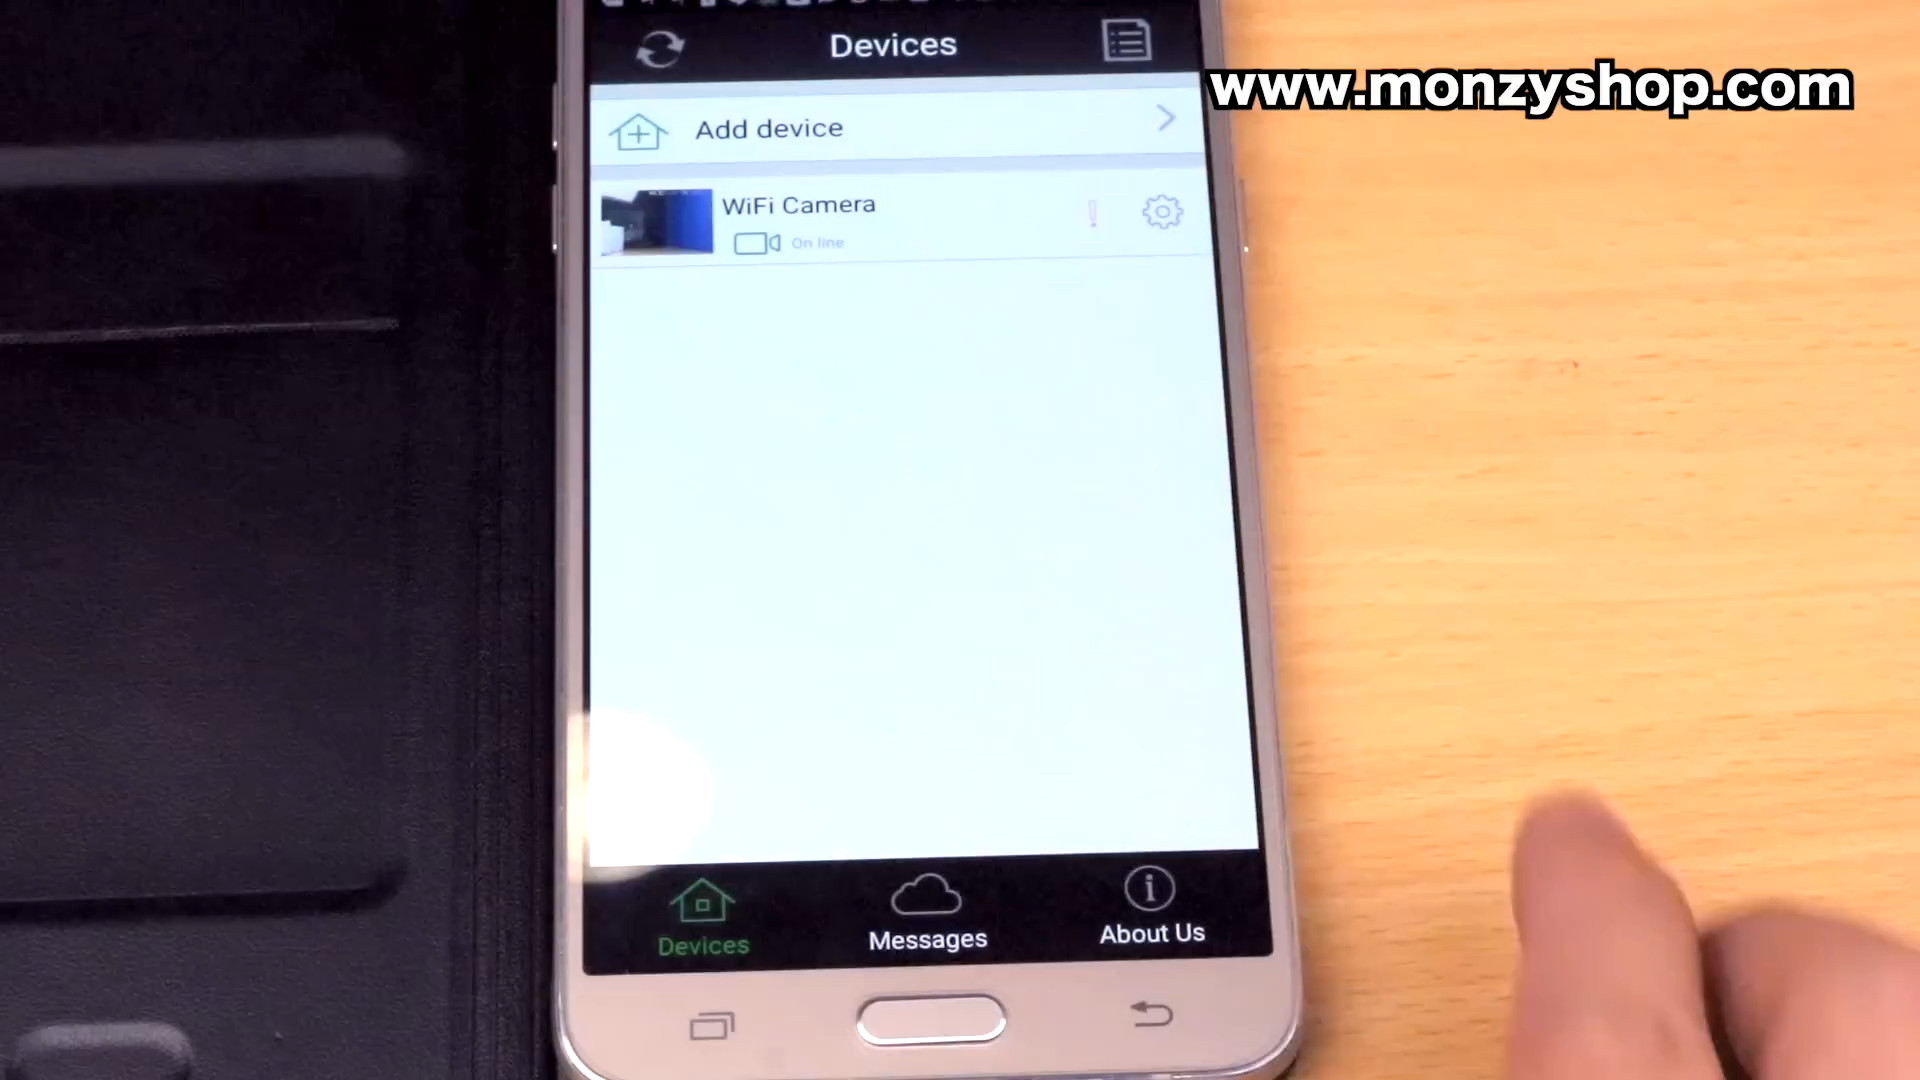 Devices
www.monzyshop.com
Add device
WiFi Camera
On line
Devices
Messages
About Us